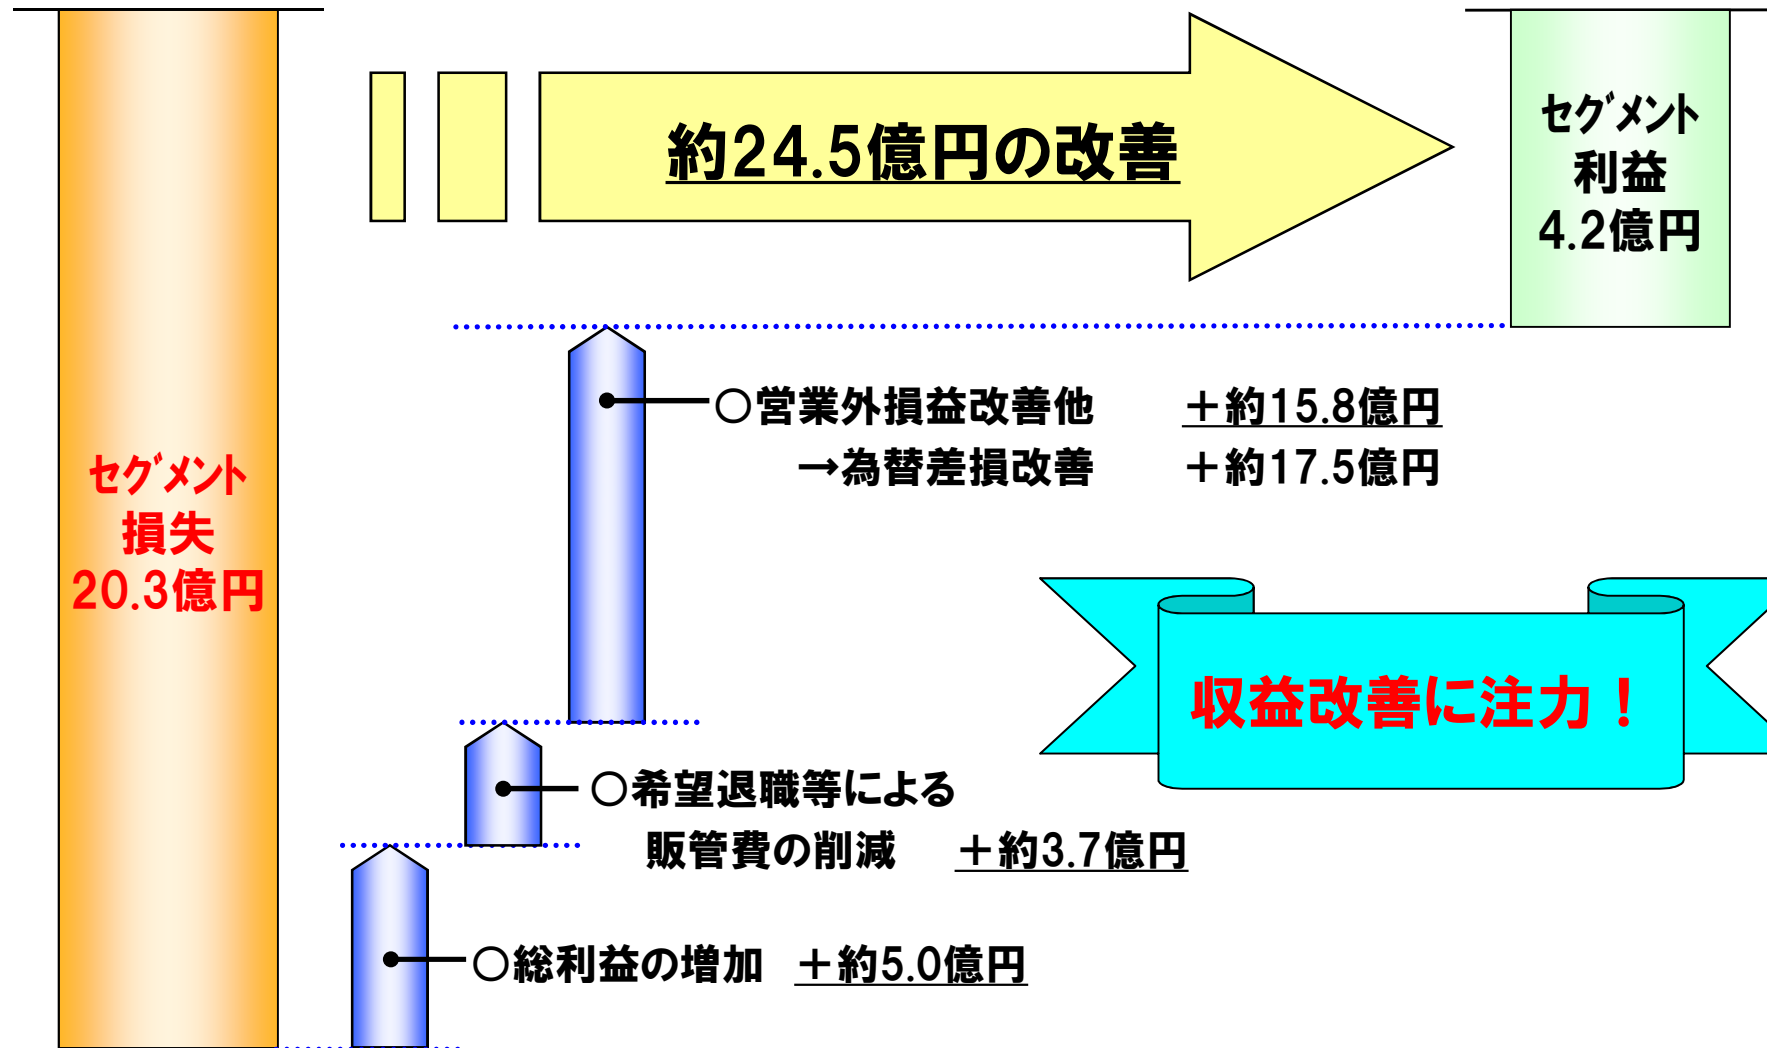 約24.5億円の改善
セグメント
利益
4.2億円
セグメント
損失
20.3億円
○営業外損益改善他 +約15.8億円
→為替差損改善 +約17.5億円
収益改善に注力！
○希望退職等による
販管費の削減 +約3.7億円
○総利益の増加 +約5.0億円